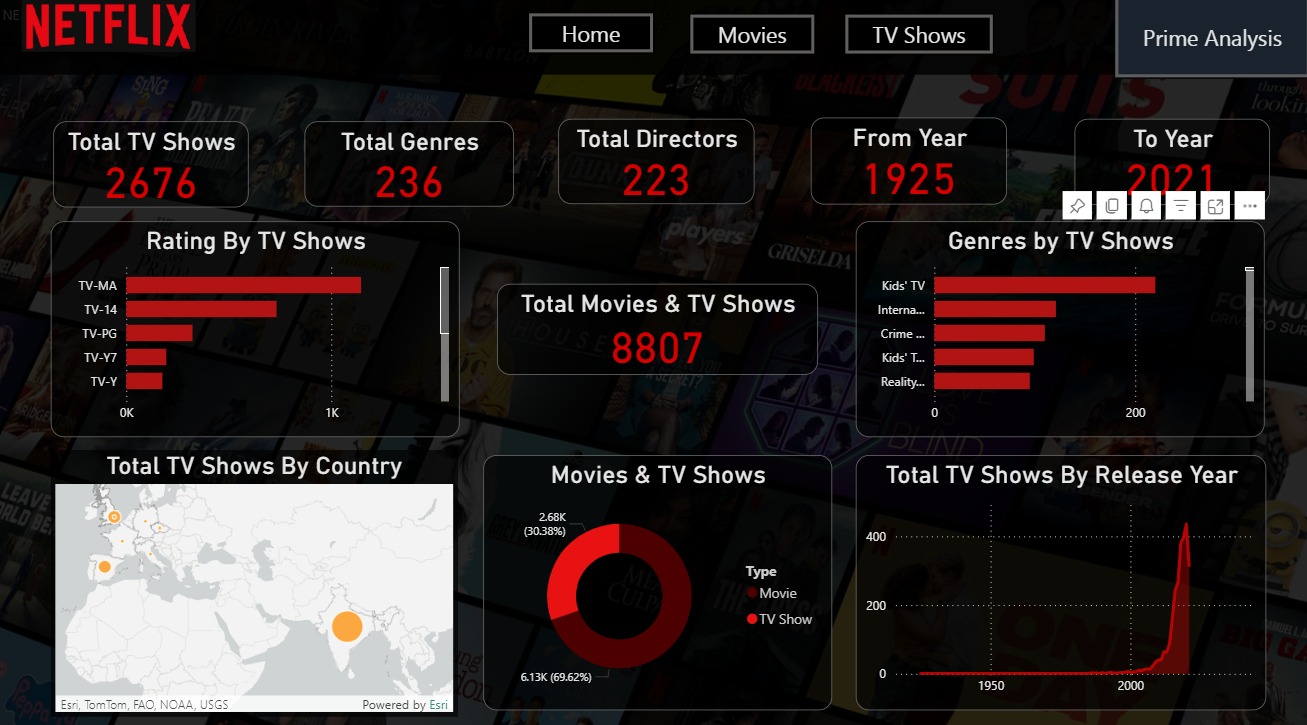 NETFLIX
Home
Movies
TV Shows
Prime Analysis
SUITS
Total TV Shows
2676
Total Genres
236
Total Directors
223
From Year
1925
To Year
2021
players
GRISELDA
Rating By TV Shows
TV-MA
TV-14
TV-PG
TV-Y7
TV-Y
0K
1K
Total Movies & TV Shows
8807
Genres by TV Shows
Kids' TV
Interna...
Crime ...
Kids' T...
Reality...
0
200
BLIND
Total TV Shows By Country
Esri, TomTom, FAO, NOAA, USGS
Powered by Esri
Movies & TV Shows
2.68K
(30.38%)
6.13K (69.62%)
Type
Movie
TV Show
Total TV Shows By Release Year
400
200
0
1950
2000